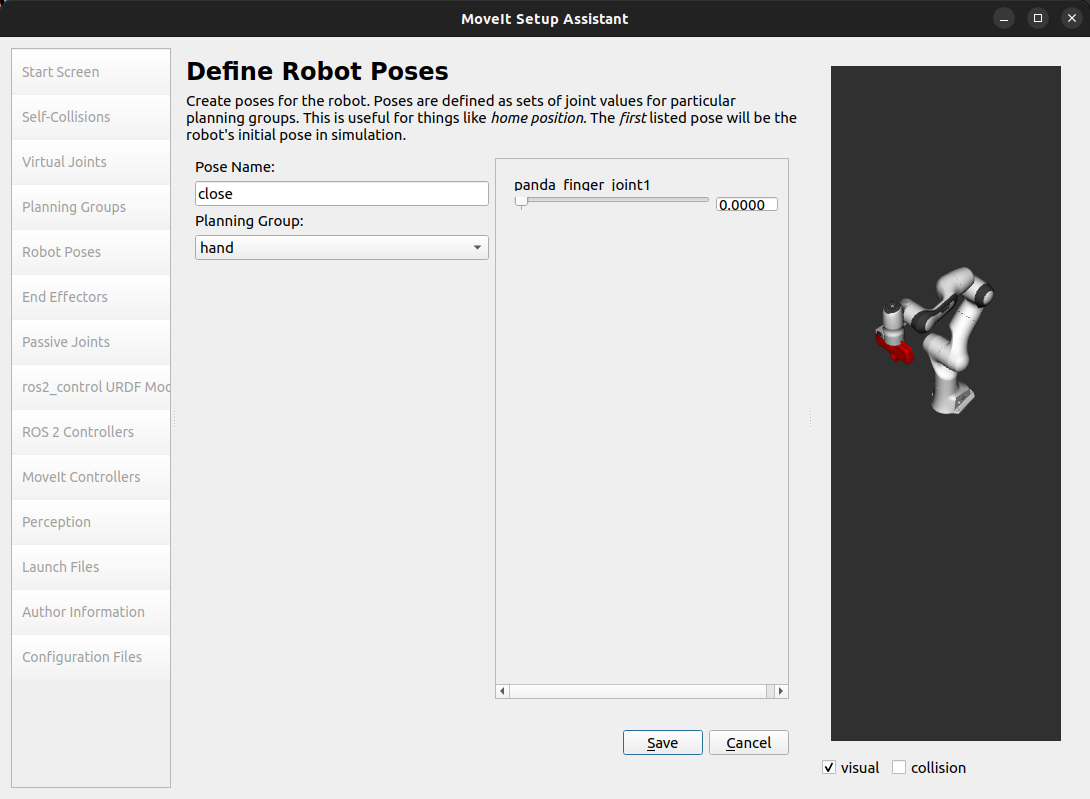 MoveIt Setup Assistant
Start Screen
Self-Collisions
Virtual Joints
Planning Groups
Robot Poses
End Effectors
Passive Joints
ros2_control URDF Mod
ROS 2 Controllers
MoveIt Controllers
Perception
Launch Files
Author Information
Configuration Files
Define Robot Poses
Create poses for the robot. Poses are defined as sets of joint values for particular
planning groups. This is useful for things like home position. The first listed pose will be the
robot's initial pose in simulation.
Pose Name:
close
Planning Group:
hand
panda_finger_joint1
0.0000
Save
Cancel
visual
collision